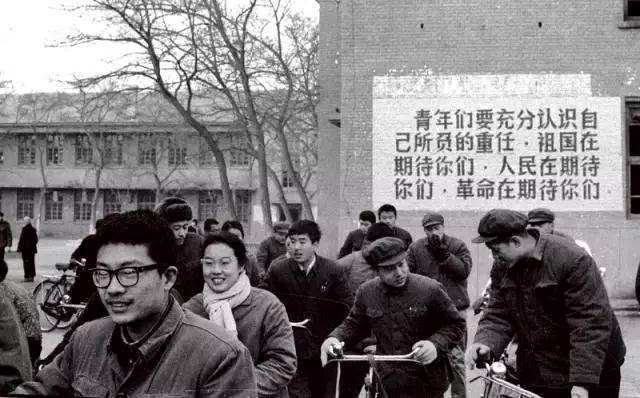 青年们要充分认识自
己所负的重任．祖国在
期待你们．人民在期待
你们．革命在期待你们